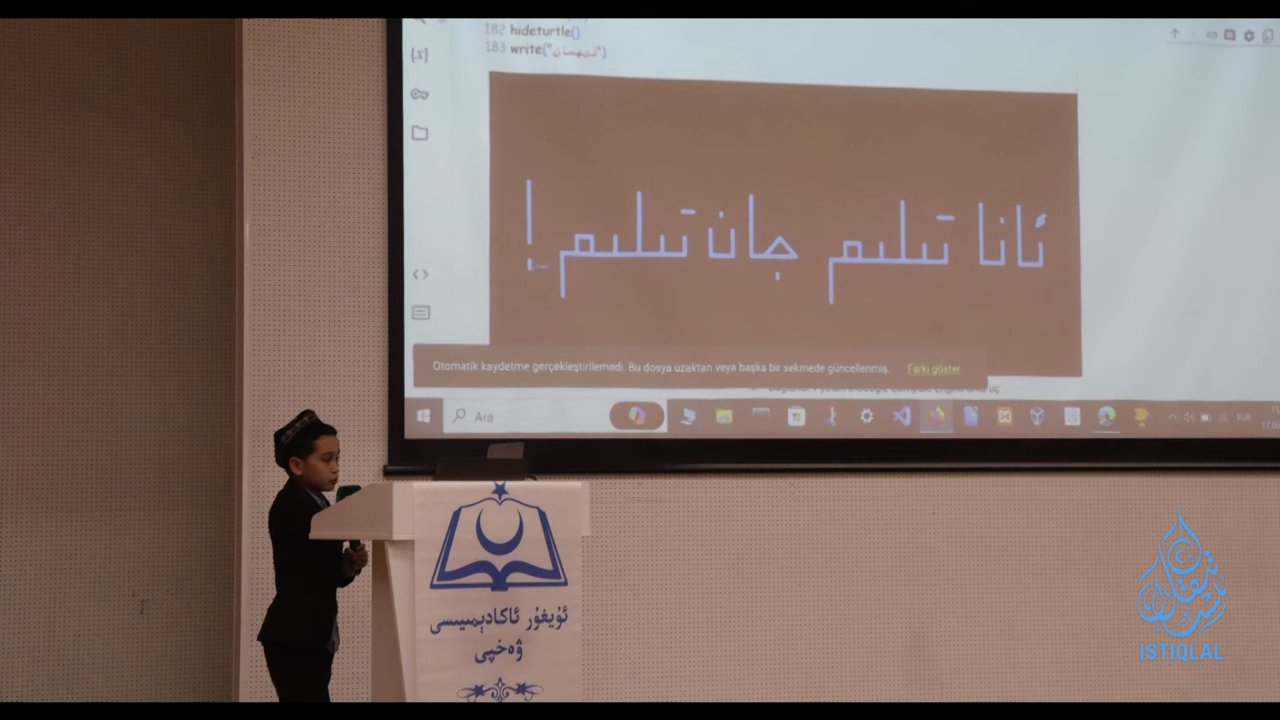 182 hideturtle()
183 write("
ئانا تىلىم جان تىلىم!
Otomatik kaydetme gerçekleştirilemedi. Bu dosya uzaktan veya başka bir sekmede güncellenmiş. Farkı göster
Ara
TUR
ئۇيغۇر ئاكادېمىيىسى
ۋەخپى
ISTIQLAL